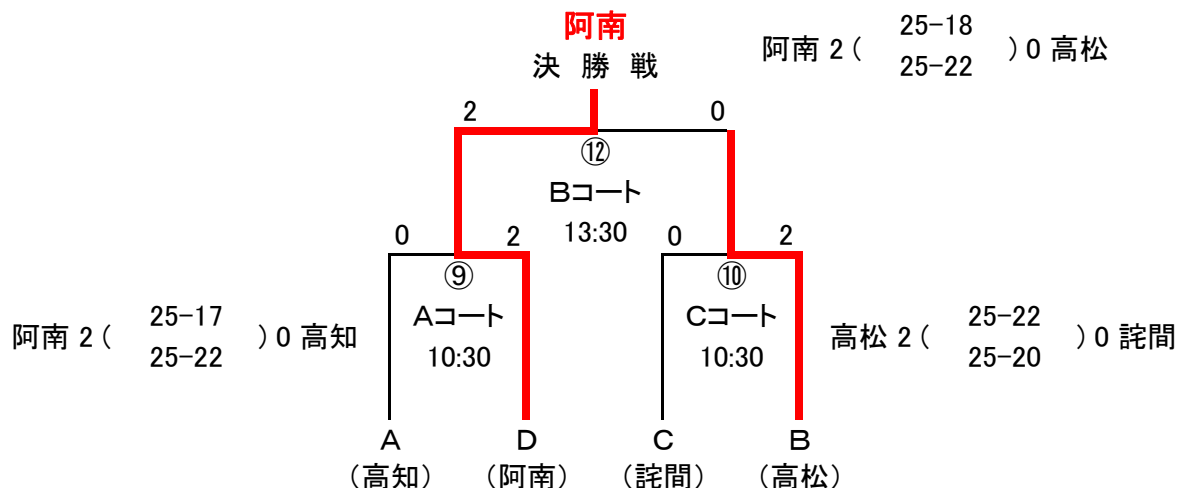 阿南
決 勝 戦
阿南 2 ( 25-18 25-22 ) 0 高松
2 0
⑫
Bコート
13:30
0 2 0 2
⑨ ⑩
Aコート Cコート
10:30 10:30
阿南 2 ( 25-17 25-22 ) 0 高知
高松 2 ( 25-22 25-20 ) 0 詫間
A D C B
(高知) (阿南) (詫間) (高松)